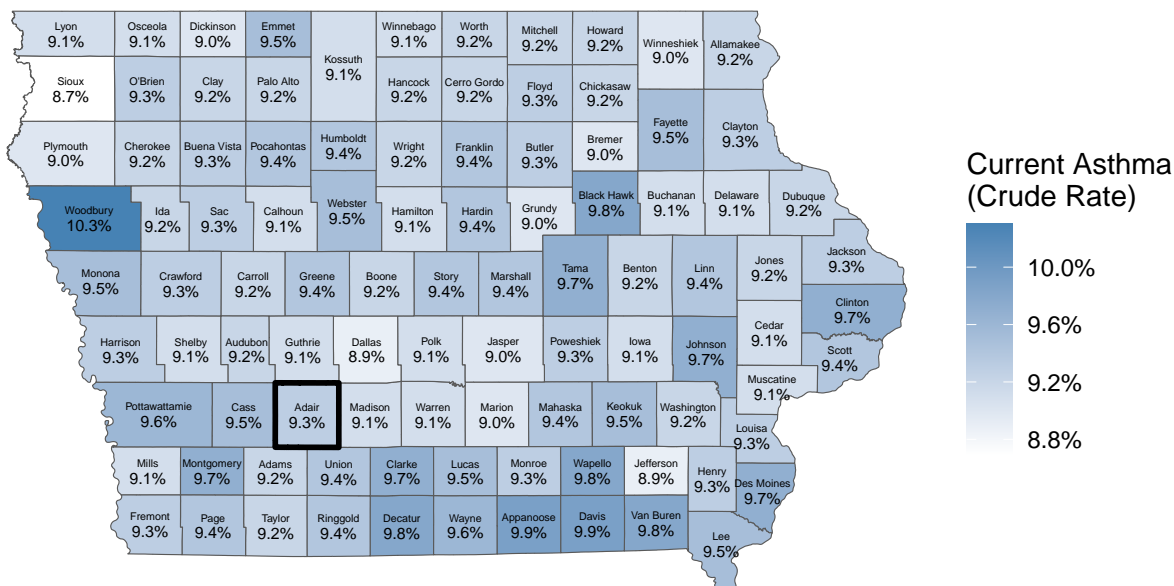 Lyon
9.1%
Osceola
9.1%
Dickinson
9.0%
Emmet
9.5%
Kossuth
9.1%
Winnebago
9.1%
Worth
9.2%
Mitchell
9.2%
Howard
9.2%
Winneshiek
9.0%
Allamakee
9.2%
Sioux
8.7%
O'Brien
9.3%
Clay
9.2%
Palo Alto
9.2%
Hancock
9.2%
Cerro Gordo
9.2%
Floyd
9.3%
Chickasaw
9.2%
Fayette
9.5%
Clayton
9.3%
Plymouth
9.0%
Cherokee
9.2%
Buena Vista
9.3%
Pocahontas
9.4%
Humboldt
9.4%
Wright
9.2%
Franklin
9.4%
Butler
9.3%
Bremer
9.0%
Woodbury
10.3%
Ida
9.2%
Sac
9.3%
Calhoun
9.1%
Webster
9.5%
Hamilton
9.1%
Hardin
9.4%
Grundy
9.0%
Black Hawk
9.8%
Buchanan
9.1%
Delaware
9.1%
Dubuque
9.2%
Monona
9.5%
Crawford
9.3%
Carroll
9.2%
Greene
9.4%
Boone
9.2%
Story
9.4%
Marshall
9.4%
Tama
9.7%
Benton
9.2%
Linn
9.4%
Jones
9.2%
Jackson
9.3%
Clinton
9.7%
Harrison
9.3%
Shelby
9.1%
Audubon
9.2%
Guthrie
9.1%
Dallas
8.9%
Polk
9.1%
Jasper
9.0%
Poweshiek
9.3%
Iowa
9.1%
Johnson
9.7%
Cedar
9.1%
Scott
9.4%
Muscatine
9.1%
Pottawattamie
9.6%
Cass
9.5%
Adair
9.3%
Madison
9.1%
Warren
9.1%
Marion
9.0%
Mahaska
9.4%
Keokuk
9.5%
Washington
9.2%
Louisa
9.3%
Mills
9.1%
Montgomery
9.7%
Adams
9.2%
Union
9.4%
Clarke
9.7%
Lucas
9.5%
Monroe
9.3%
Wapello
9.8%
Jefferson
8.9%
Henry
9.3%
Des Moines
9.7%
Fremont
9.3%
Page
9.4%
Taylor
9.2%
Ringgold
9.4%
Decatur
9.8%
Wayne
9.6%
Appanoose
9.9%
Davis
9.9%
Van Buren
9.8%
Lee
9.5%
Current Asthma
(Crude Rate)
10.0%
9.6%
9.2%
8.8%